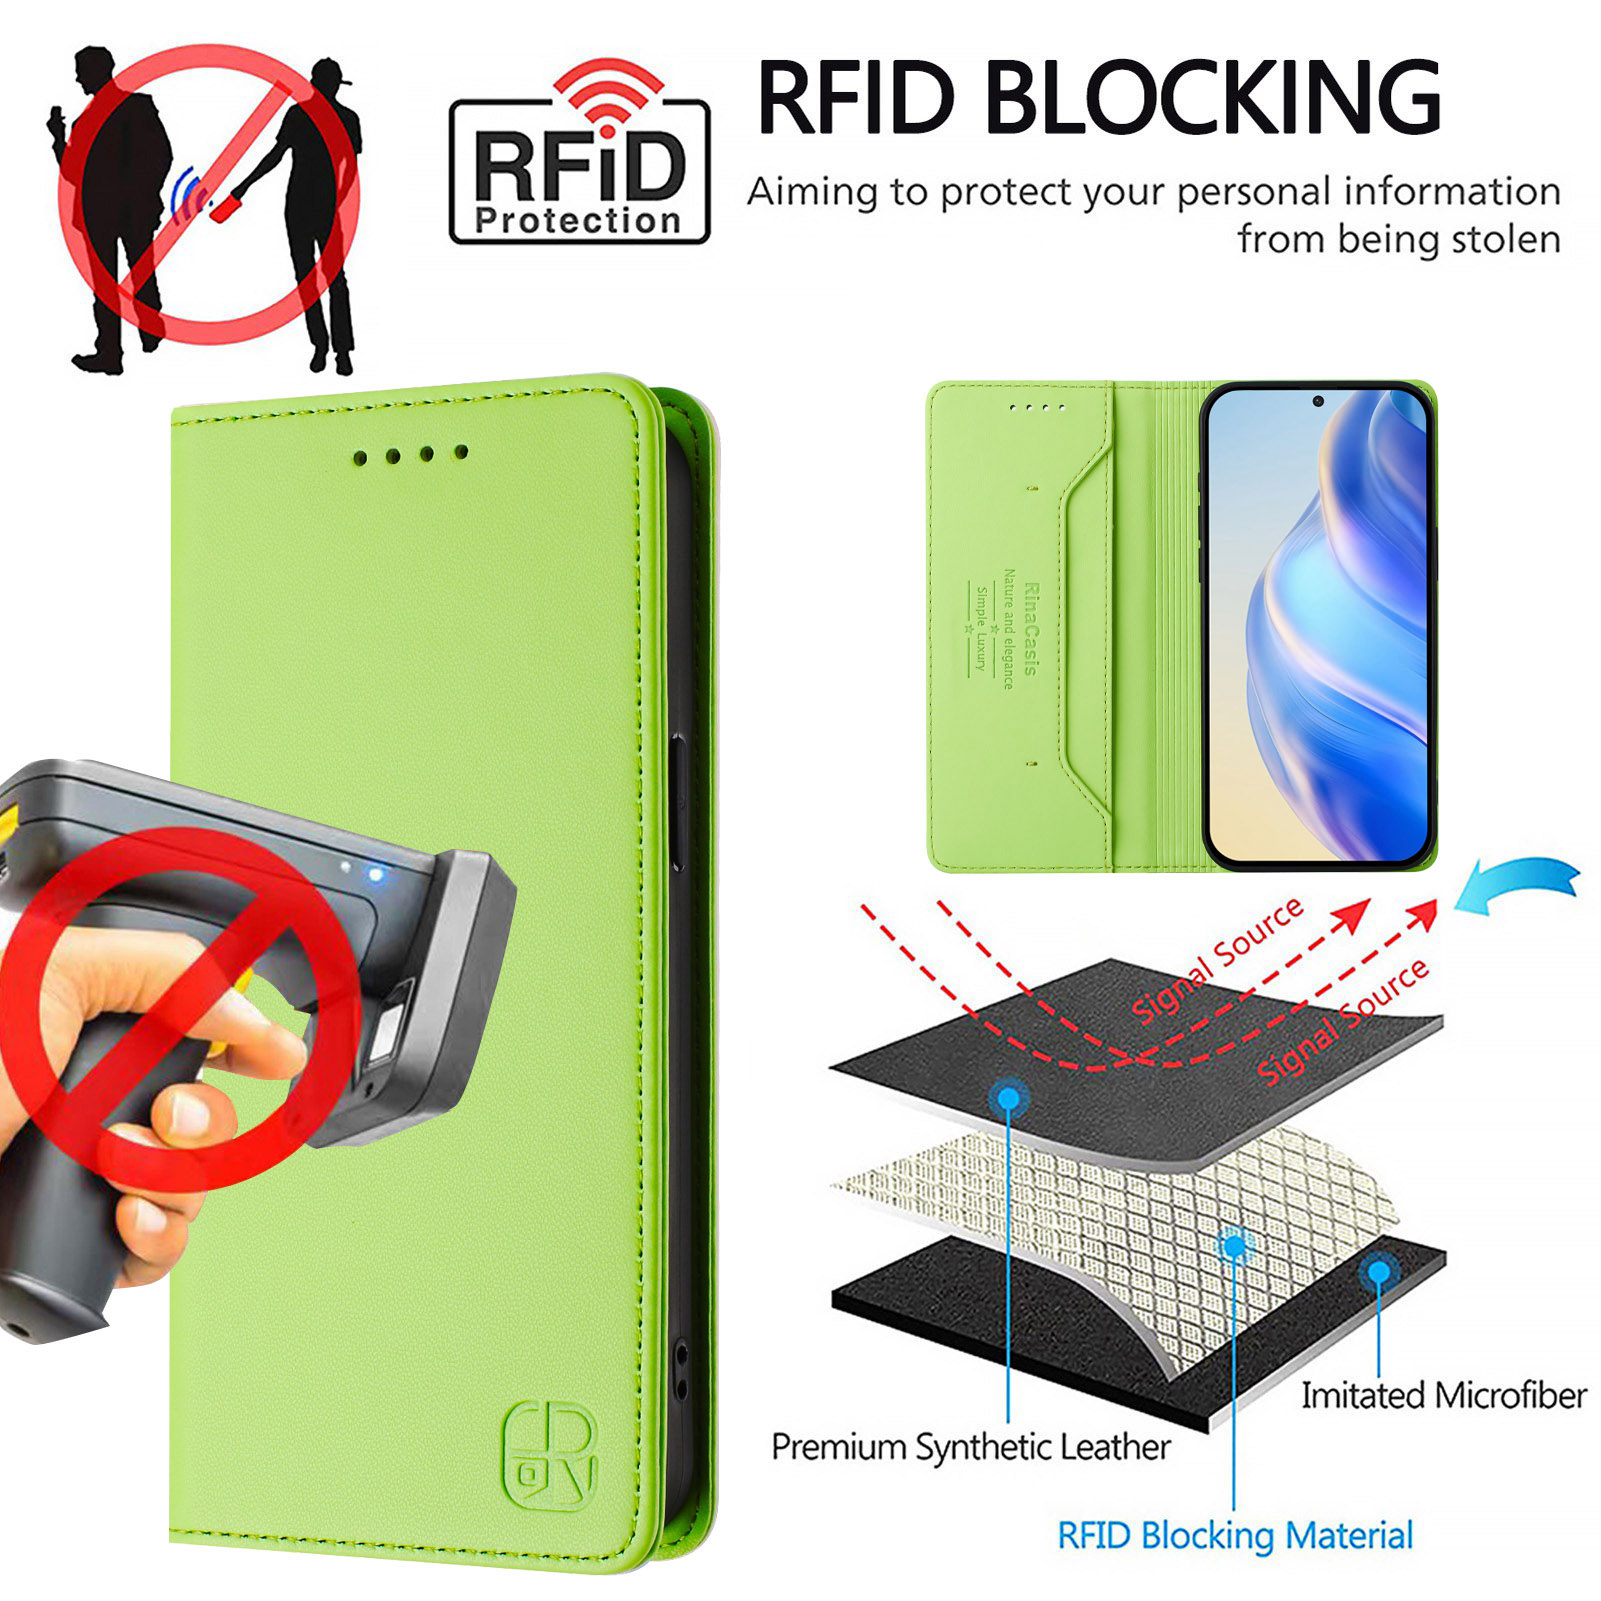 RFiD
Protection
RFID BLOCKING
Aiming to protect your personal information
from being stolen
RinaCasis
Nature and elegance
Simple Luxury
Signal Source
Signal Source
Imitated Microfiber
Premium Synthetic Leather
RFID Blocking Material